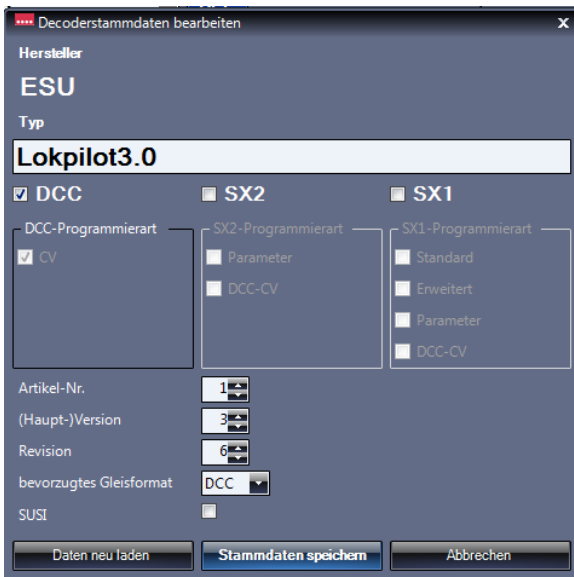 Decoderstammdaten bearbeiten x
Hersteller
ESU
Typ
Lokpilot3.0
DCC SX2 SX1
DCC-Programmierart SX2-Programmierart SX1-Programmierart
CV Parameter Standard
DCC-CV Erweitert
Parameter
DCC-CV
Artikel-Nr. 1
(Haupt-)Version 3
Revision 6
bevorzugtes Gleisformat DCC
SUSI
Daten neu laden Stammdaten speichern Abbrechen